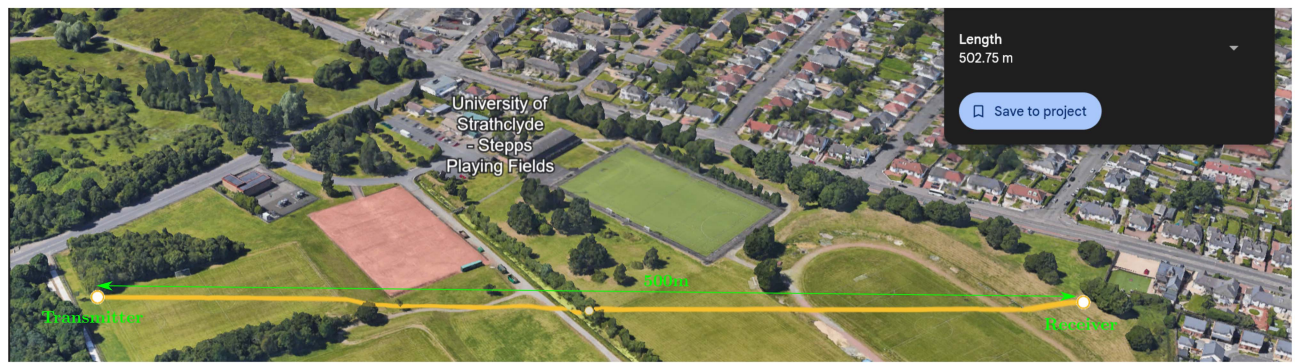 Length
502.75 m
Save to project
University of
Strathclyde
- Stepps
Playing Fields
500m
Transmitter
Receiver